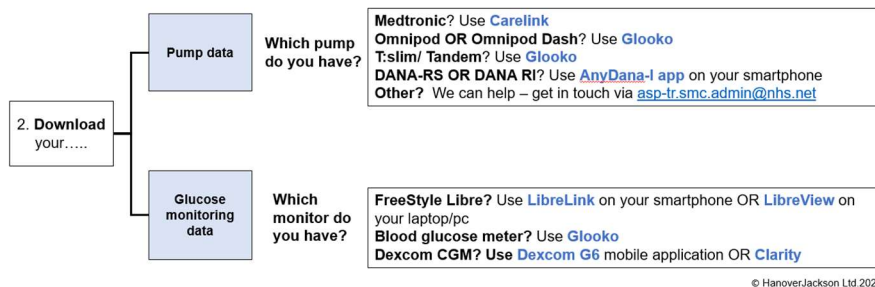 2. Download
your.....
Pump data
Which pump
do you have?
Medtronic? Use Carelink
Omnipod OR Omnipod Dash? Use Glooko
T:slim/ Tandem? Use Glooko
DANA-RS OR DANA RI? Use AnyDana-I app on your smartphone
Other? We can help – get in touch via asp-tr.smc.admin@nhs.net
Glucose
monitoring
data
Which
monitor do
you have?
FreeStyle Libre? Use LibreLink on your smartphone OR LibreView on
your laptop/pc
Blood glucose meter? Use Glooko
Dexcom CGM? Use Dexcom G6 mobile application OR Clarity
© HanoverJackson Ltd.202